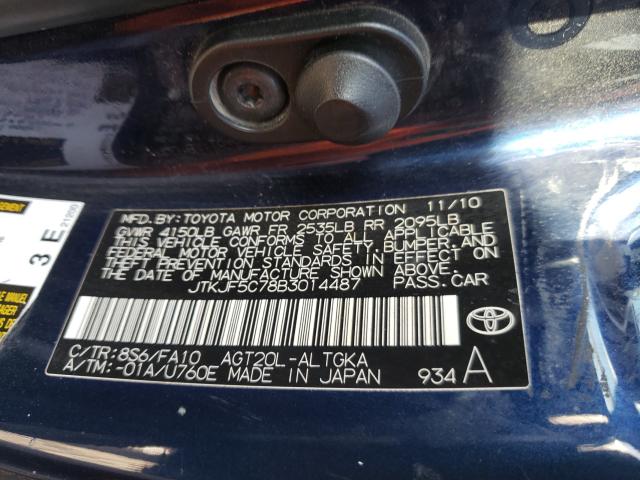 MFD. BY: TOYOTA MOTOR CORPORATION 11/10
GVWR 4150LB GAWR FR 2535LB RR 2095LB
THIS VEHICLE CONFORMS TO ALL APPLICABLE
FEDERAL MOTOR VEHICLE SAFETY, BUMPER, AND
THEFT PREVENTION STANDARDS IN EFFECT ON
THE DATE OF MANUFACTURE SHOWN ABOVE.
JTKJF5C78B3014487 PASS. CAR
C/TR:8S6/FA10 AGT20L-ALTGKA
A/TM:-01A/U760E MADE IN JAPAN 934 A
3 E
21200